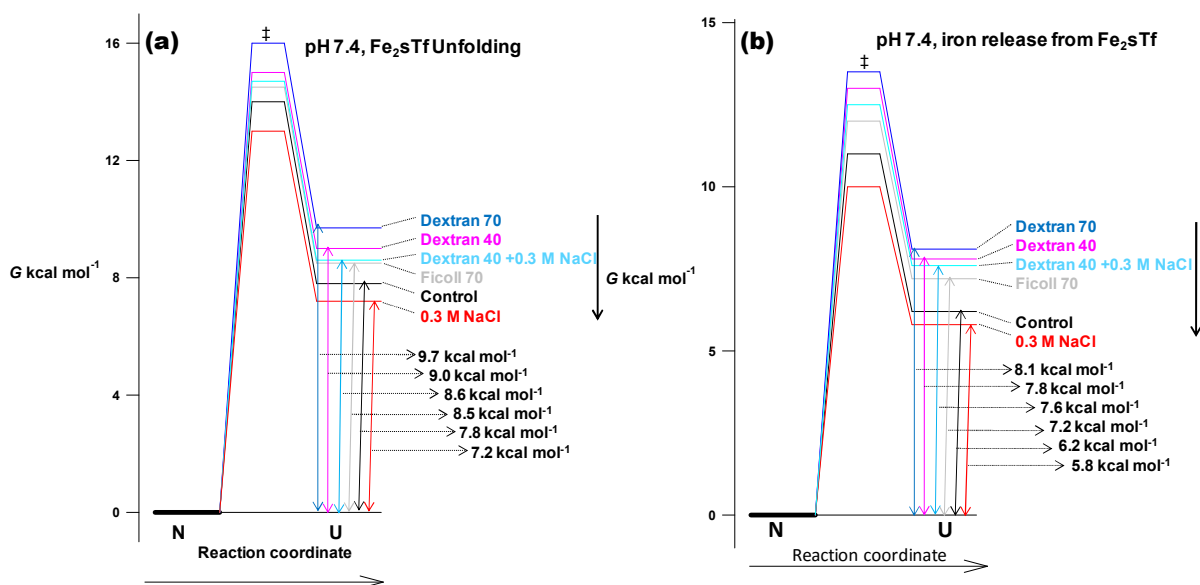 (a)
‡
pH 7.4, Fe₂sTf Unfolding
16
12
8
4
0
G kcal mol⁻¹
Dextran 70
Dextran 40
Dextran 40 +0.3 M NaCl
Ficoll 70
Control
0.3 M NaCl
9.7 kcal mol⁻¹
9.0 kcal mol⁻¹
8.6 kcal mol⁻¹
8.5 kcal mol⁻¹
7.8 kcal mol⁻¹
7.2 kcal mol⁻¹
N
U
Reaction coordinate
(b)
‡
pH 7.4, iron release from Fe₂sTf
15
10
5
0
G kcal mol⁻¹
Dextran 70
Dextran 40
Dextran 40 +0.3 M NaCl
Ficoll 70
Control
0.3 M NaCl
8.1 kcal mol⁻¹
7.8 kcal mol⁻¹
7.6 kcal mol⁻¹
7.2 kcal mol⁻¹
6.2 kcal mol⁻¹
5.8 kcal mol⁻¹
N
U
Reaction coordinate